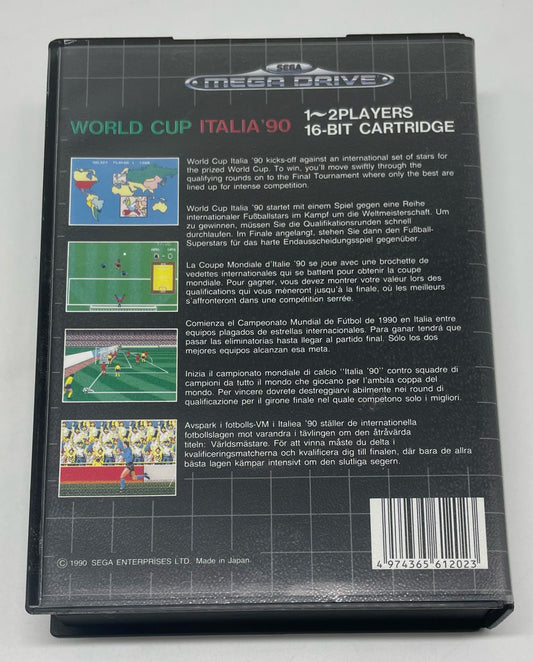 SEGA
MEGA DRIVE
WORLD CUP ITALIA '90
1~2PLAYERS
16-BIT CARTRIDGE
World Cup Italia '90 kicks-off against an international set of stars for
the prized World Cup. To win, you'll move swiftly through the
qualifying rounds on to the Final Tournament where only the best are
lined up for intense competition.
World Cup Italia '90 startet mit einem Spiel gegen eine Reihe
internationaler Fußballstars im Kampf um die Weltmeisterschaft. Um
zu gewinnen, müssen Sie die Qualifikationsrunden schnell
durchlaufen. Im Finale angelangt, stehen Sie dann den Fußball-
Superstars für das harte Endausscheidungsspiel gegenüber.
La Coupe Mondiale d'Italie '90 se joue avec une brochette de
vedettes internationales qui se battent pour obtenir la coupe
mondiale. Pour gagner, vous devez montrer votre valeur lors des
qualifications qui vous mèneront jusqu'à la finale, où les meilleurs
s'affronteront dans une compétition serrée.
Comienza el Campeonato Mundial de Fútbol de 1990 en Italia entre
equipos plagados de estrellas internacionales. Para ganar tendrá que
pasar las eliminatorias hasta llegar al partido final. Sólo los dos
mejores equipos alcanzan esa meta.
Inizia il campionato mondiale di calcio "Italia '90" contro squadre di
campioni da tutto il mondo che giocano per l'ambita coppa del
mondo. Per vincere dovrete destreggiarvi abilmente nei round di
qualificazione per il girone finale nel quale competono solo i migliori.
Avspark i fotbolls-VM i Italiea '90 ställer de internationella
fotbollslagen mot varandra i tävlingen om den åtråvärda
titeln: Världsmästare. För att vinna måste du delta i
kvalificeringsmatcherna och kvalificera dig till finalen, där bara de allra
bästa lagen kämpar intensivt om den slutliga segern.
© 1990 SEGA ENTERPRISES LTD. Made in Japan.
4 974365 612023